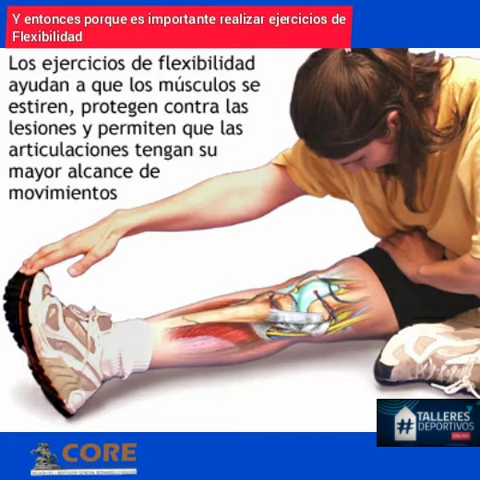 Y entonces porque es importante realizar ejercicios de
Flexibilidad
Los ejercicios de flexibilidad
ayudan a que los músculos se
estiren, protegen contra las
lesiones y permiten que las
articulaciones tengan su
mayor alcance de
movimientos
#TALLERES
DEPORTIVOS
CORE